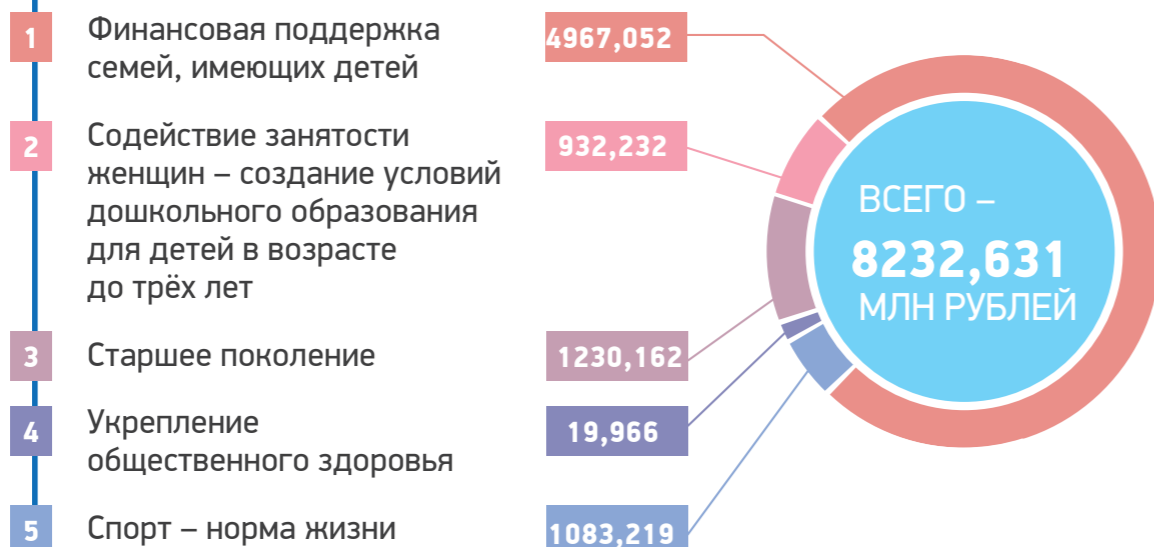 1
Финансовая поддержка
семей, имеющих детей
4967,052
2
Содействие занятости
женщин – создание условий
дошкольного образования
для детей в возрасте
до трёх лет
932,232
3
Старшее поколение
1230,162
4
Укрепление
общественного здоровья
19,966
5
Спорт – норма жизни
1083,219
ВСЕГО –
8232,631
МЛН РУБЛЕЙ